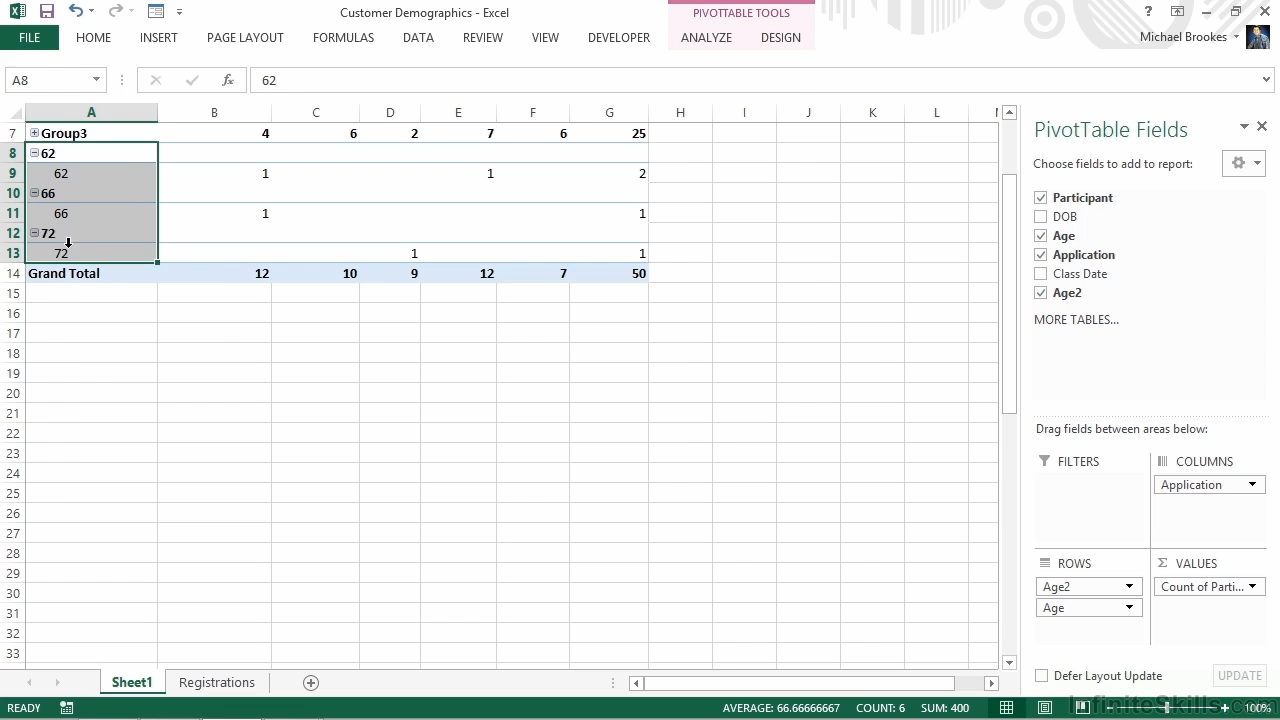 Customer Demographics - Excel
PIVOTTABLE TOOLS
?
FILE HOME INSERT PAGE LAYOUT FORMULAS DATA REVIEW VIEW DEVELOPER ANALYZE DESIGN Michael Brookes
A8 fx 62
A B C D E F G H I J K L
7 Group3 4 6 2 7 6 25
8 62
9 62 1 1 2
10 66
11 66 1 1
12 72
13 72 1 1
14 Grand Total 12 10 9 12 7 50
15
16
17
18
19
20
21
22
23
24
25
26
27
28
29
30
31
32
33
PivotTable Fields
Choose fields to add to report:
Participant
DOB
Age
Application
Class Date
Age2
MORE TABLES...
Drag fields between areas below:
FILTERS COLUMNS
Application
ROWS Σ VALUES
Age2 Count of Parti...
Age
Defer Layout Update UPDATE
Sheet1 Registrations
READY AVERAGE: 66.66666667 COUNT: 6 SUM: 400 100%
InfiniteSkills.com